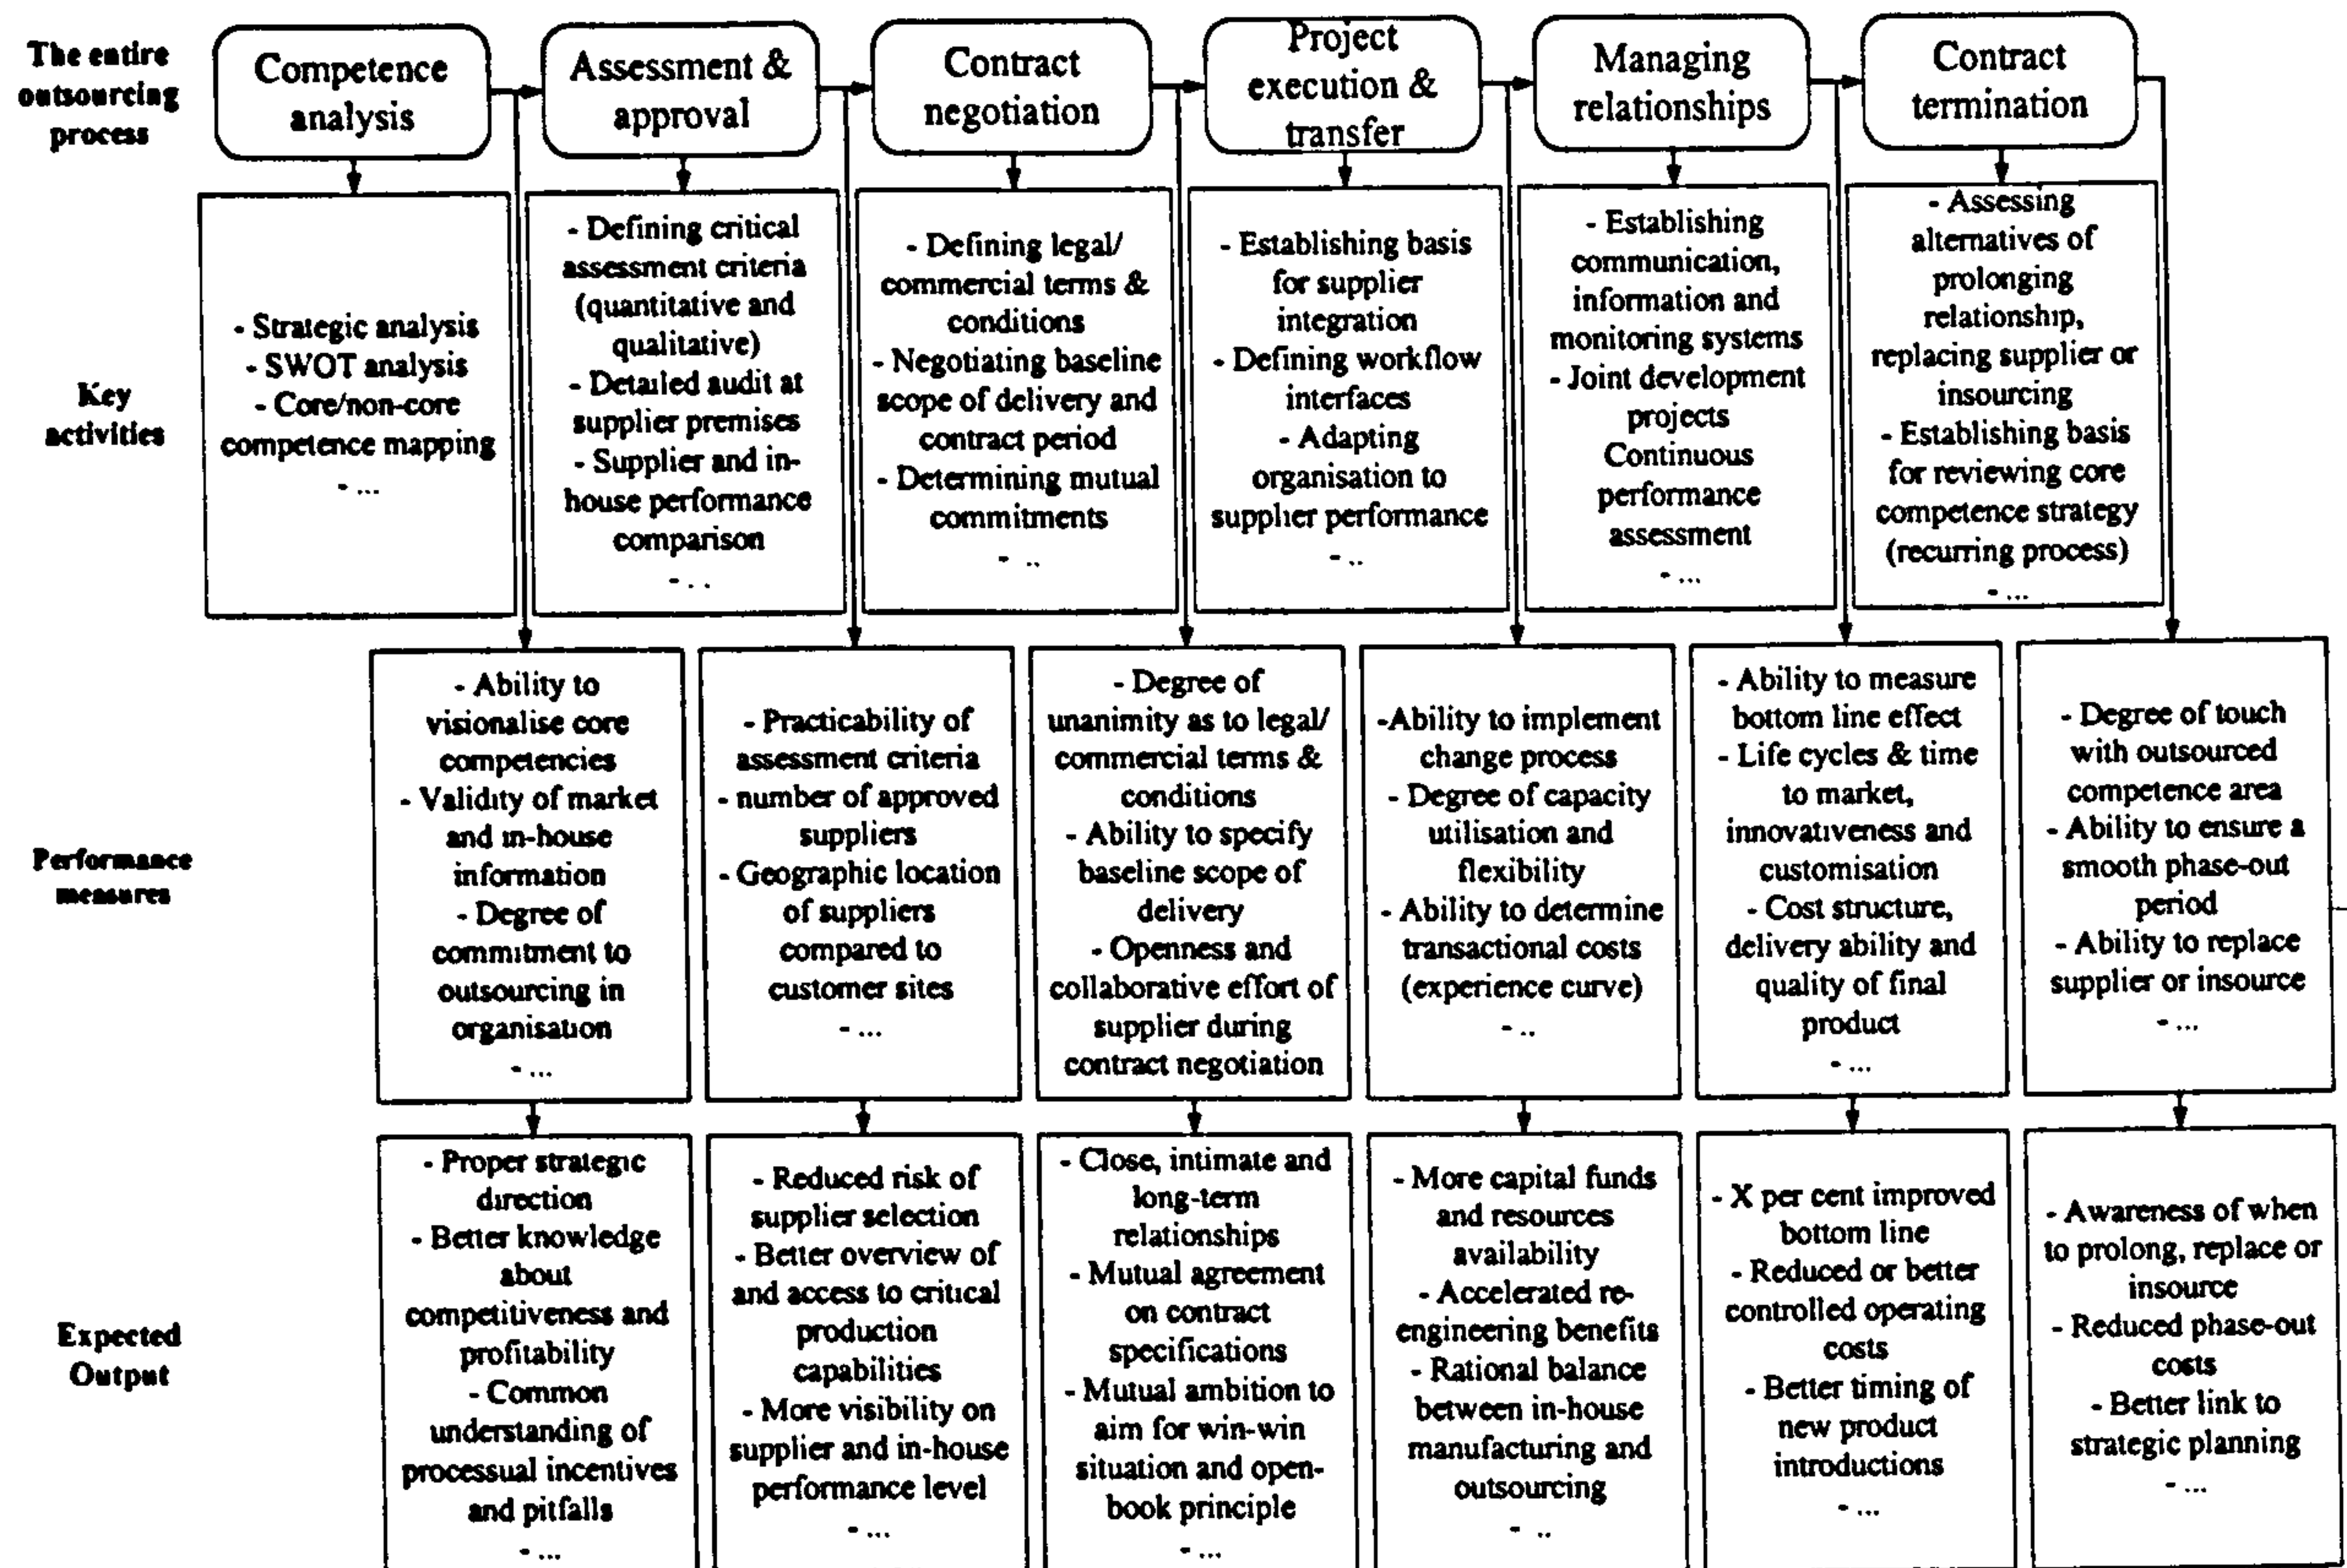 The entire
outsourcing
process
Competence
analysis
Assessment &
approval
Contract
negotiation
Project
execution &
transfer
Managing
relationships
Contract
termination
Key
activities
- Strategic analysis
- SWOT analysis
- Core/non-core
competence mapping
- ...
- Defining critical
assessment criteria
(quantitative and
qualitative)
- Detailed audit at
supplier premises
- Supplier and in-
house performance
comparison
- . .
- Defining legal/
commercial terms &
conditions
- Negotiating baseline
scope of delivery and
contract period
- Determining mutual
commitments
- ..
- Establishing basis
for supplier
integration
- Defining workflow
interfaces
- Adapting
organisation to
supplier performance
- ..
- Establishing
communication,
information and
monitoring systems
- Joint development
projects
Continuous
performance
assessment
- ...
- Assessing
alternatives of
prolonging
relationship,
replacing supplier or
insourcing
- Establishing basis
for reviewing core
competence strategy
(recurring process)
- ...
Performance
measures
- Ability to
visionalise core
competencies
- Validity of market
and in-house
information
- Degree of
commitment to
outsourcing in
organisation
- ...
- Practicability of
assessment criteria
- number of approved
suppliers
- Geographic location
of suppliers
compared to
customer sites
- ...
- Degree of
unanimity as to legal/
commercial terms &
conditions
- Ability to specify
baseline scope of
delivery
- Openness and
collaborative effort of
supplier during
contract negotiation
-Ability to implement
change process
- Degree of capacity
utilisation and
flexibility
- Ability to determine
transactional costs
(experience curve)
- ..
- Ability to measure
bottom line effect
- Life cycles & time
to market,
innovativeness and
customisation
- Cost structure,
delivery ability and
quality of final
product
- ...
- Degree of touch
with outsourced
competence area
- Ability to ensure a
smooth phase-out
period
- Ability to replace
supplier or insource
- ...
Expected
Output
- Proper strategic
direction
- Better knowledge
about
competitiveness and
profitability
- Common
understanding of
processual incentives
and pitfalls
- ...
- Reduced risk of
supplier selection
- Better overview of
and access to critical
production
capabilities
- More visibility on
supplier and in-house
performance level
- ...
- Close, intimate and
long-term
relationships
- Mutual agreement
on contract
specifications
- Mutual ambition to
aim for win-win
situation and open-
book principle
- ...
- More capital funds
and resources
availability
- Accelerated re-
engineering benefits
- Rational balance
between in-house
manufacturing and
outsourcing
- ..
- X per cent improved
bottom line
- Reduced or better
controlled operating
costs
- Better timing of
new product
introductions
- ...
- Awareness of when
to prolong, replace or
insource
- Reduced phase-out
costs
- Better link to
strategic planning
- ...